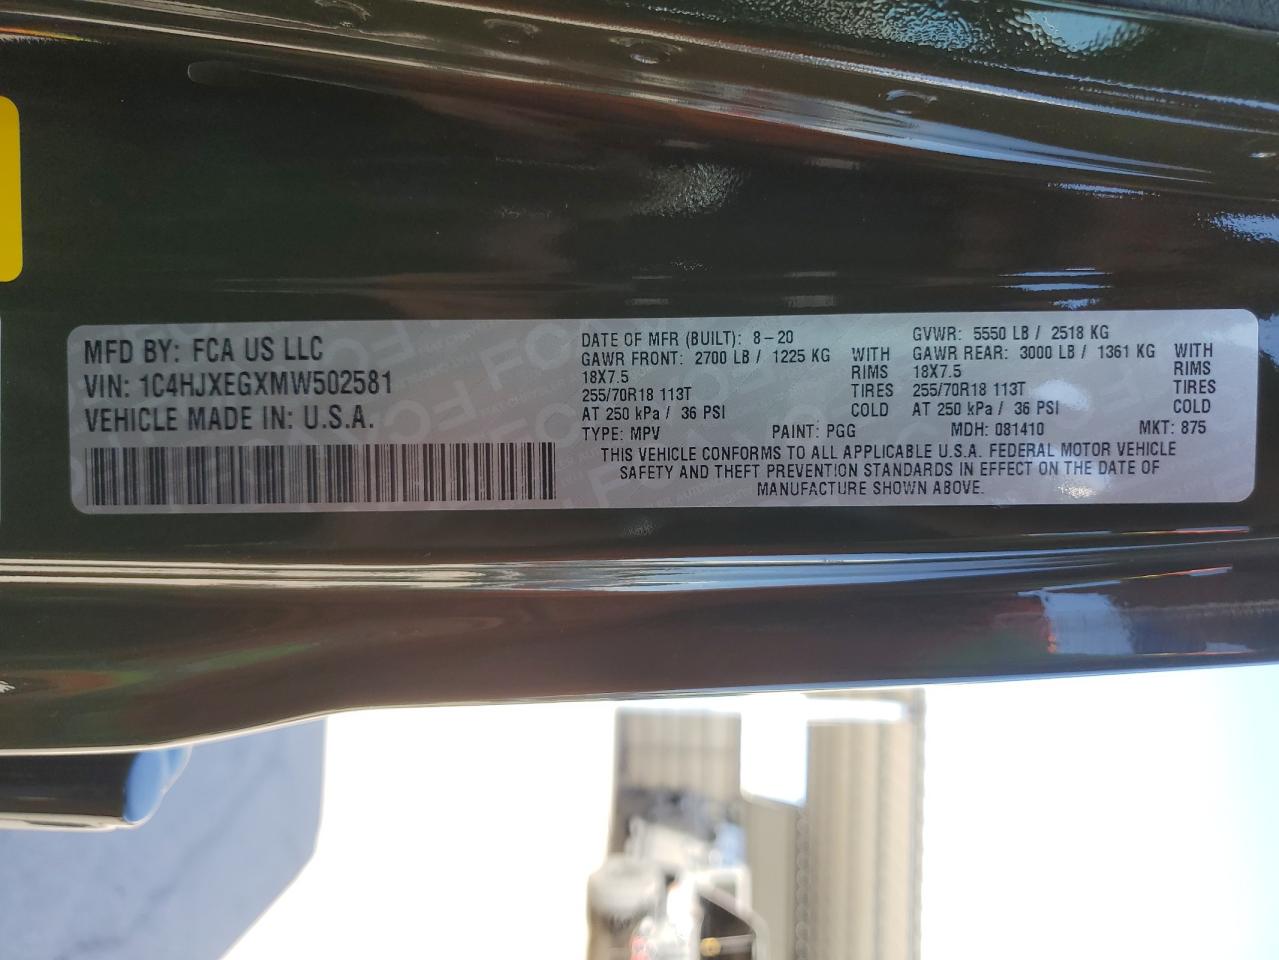 MFD BY: FCA US LLC
VIN: 1C4HJXEGXMW502581
VEHICLE MADE IN: U.S.A.
DATE OF MFR (BUILT): 8-20
GAWR FRONT: 2700 LB / 1225 KG WITH
18X7.5 RIMS
255/70R18 113T TIRES
AT 250 kPa / 36 PSI COLD
GVWR: 5550 LB / 2518 KG
GAWR REAR: 3000 LB / 1361 KG WITH
18X7.5 RIMS
255/70R18 113T TIRES
AT 250 kPa / 36 PSI COLD
TYPE: MPV PAINT: PGG MDH: 081410 MKT: 875
THIS VEHICLE CONFORMS TO ALL APPLICABLE U.S.A. FEDERAL MOTOR VEHICLE
SAFETY AND THEFT PREVENTION STANDARDS IN EFFECT ON THE DATE OF
MANUFACTURE SHOWN ABOVE.